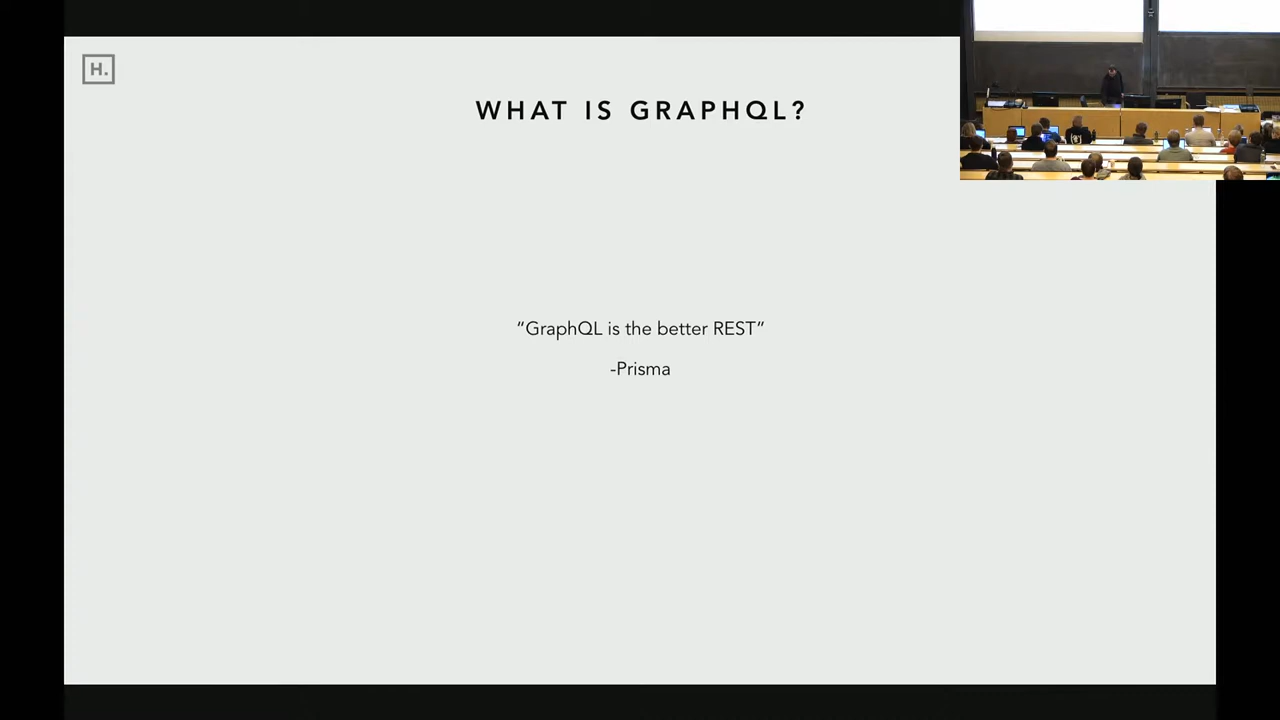 H.
WHAT IS GRAPHQL?
“GraphQL is the better REST”
-Prisma